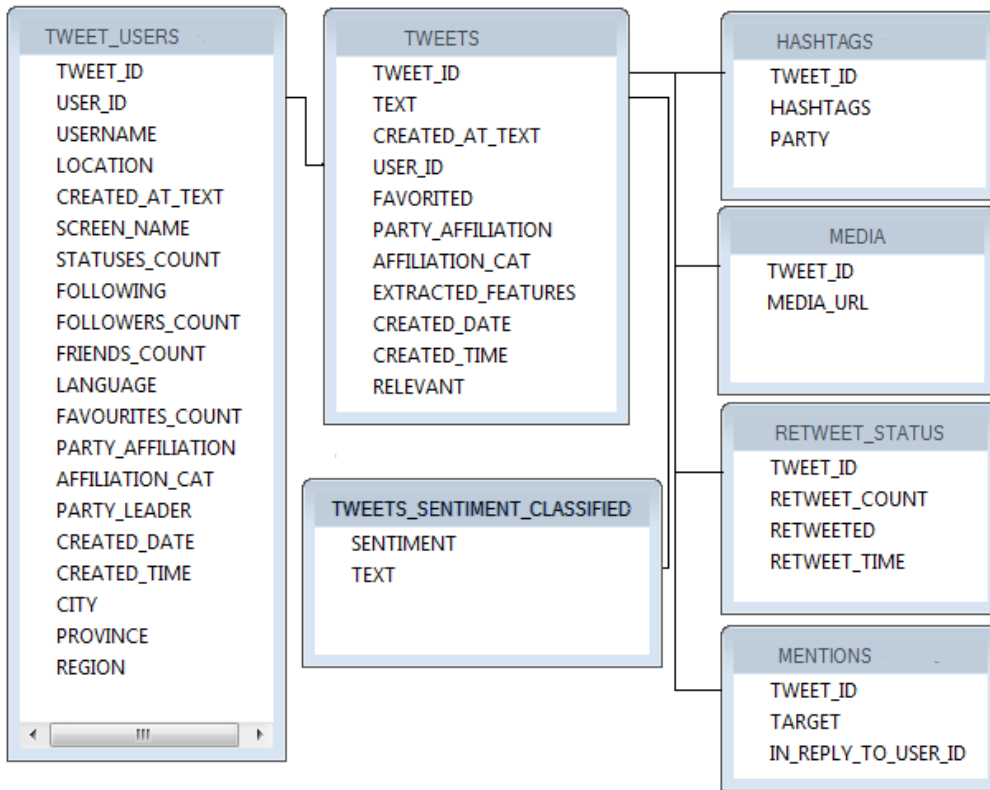 TWEET_USERS
TWEET_ID
USER_ID
USERNAME
LOCATION
CREATED_AT_TEXT
SCREEN_NAME
STATUSES_COUNT
FOLLOWING
FOLLOWERS_COUNT
FRIENDS_COUNT
LANGUAGE
FAVOURITES_COUNT
PARTY_AFFILIATION
AFFILIATION_CAT
PARTY_LEADER
CREATED_DATE
CREATED_TIME
CITY
PROVINCE
REGION
TWEETS
TWEET_ID
TEXT
CREATED_AT_TEXT
USER_ID
FAVORITED
PARTY_AFFILIATION
AFFILIATION_CAT
EXTRACTED_FEATURES
CREATED_DATE
CREATED_TIME
RELEVANT
TWEETS_SENTIMENT_CLASSIFIED
SENTIMENT
TEXT
HASHTAGS
TWEET_ID
HASHTAGS
PARTY
MEDIA
TWEET_ID
MEDIA_URL
RETWEET_STATUS
TWEET_ID
RETWEET_COUNT
RETWEETED
RETWEET_TIME
MENTIONS
TWEET_ID
TARGET
IN_REPLY_TO_USER_ID